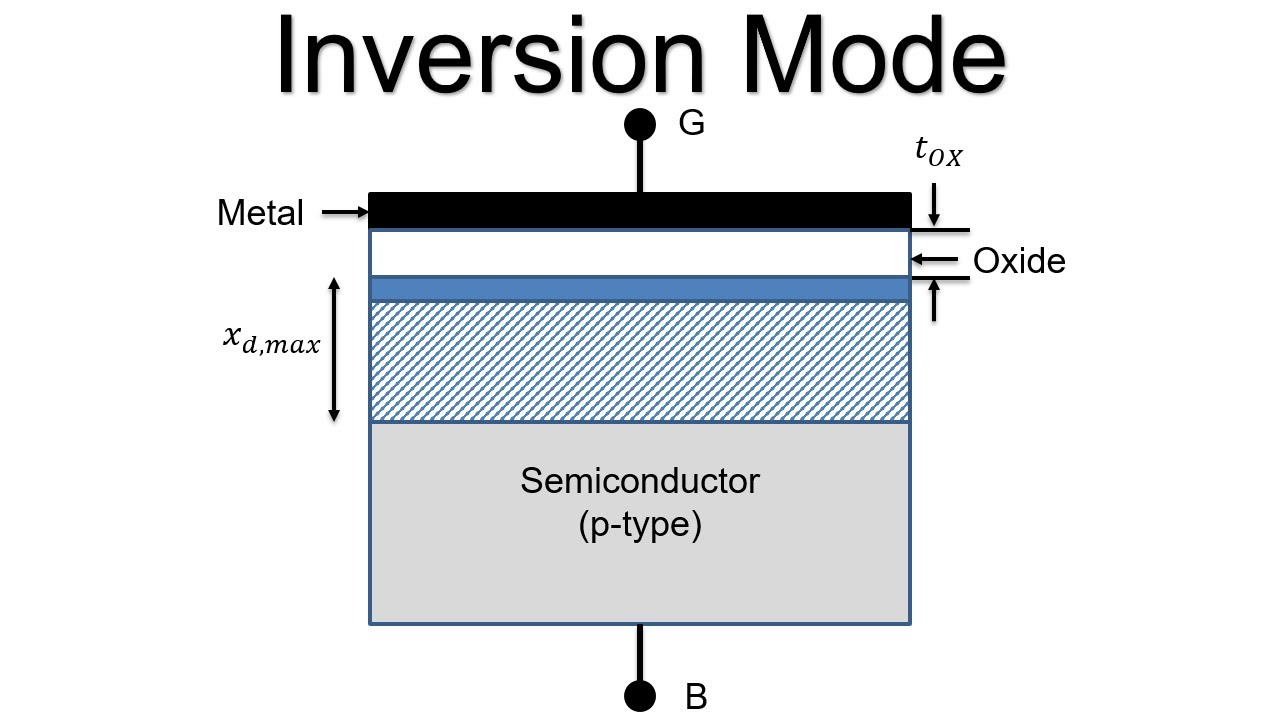 Inversion Mode
G
t_OX
Metal
Oxide
x_d,max
Semiconductor
(p-type)
B